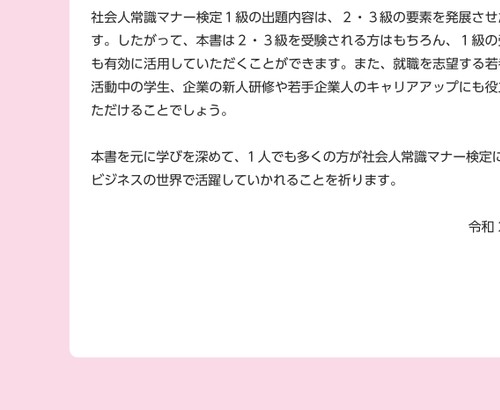 社会人常識マナー検定１級の出題内容は、２・３級の要素を発展させ
す。したがって、本書は２・３級を受験される方はもちろん、１級の
も有効に活用していただくことができます。また、就職を志望する若
活動中の学生、企業の新人研修や若手企業人のキャリアアップにも役
ただけることでしょう。
本書を元に学びを深めて、1 人でも多くの方が社会人常識マナー検定に
ビジネスの世界で活躍していかれることを祈ります。
令和